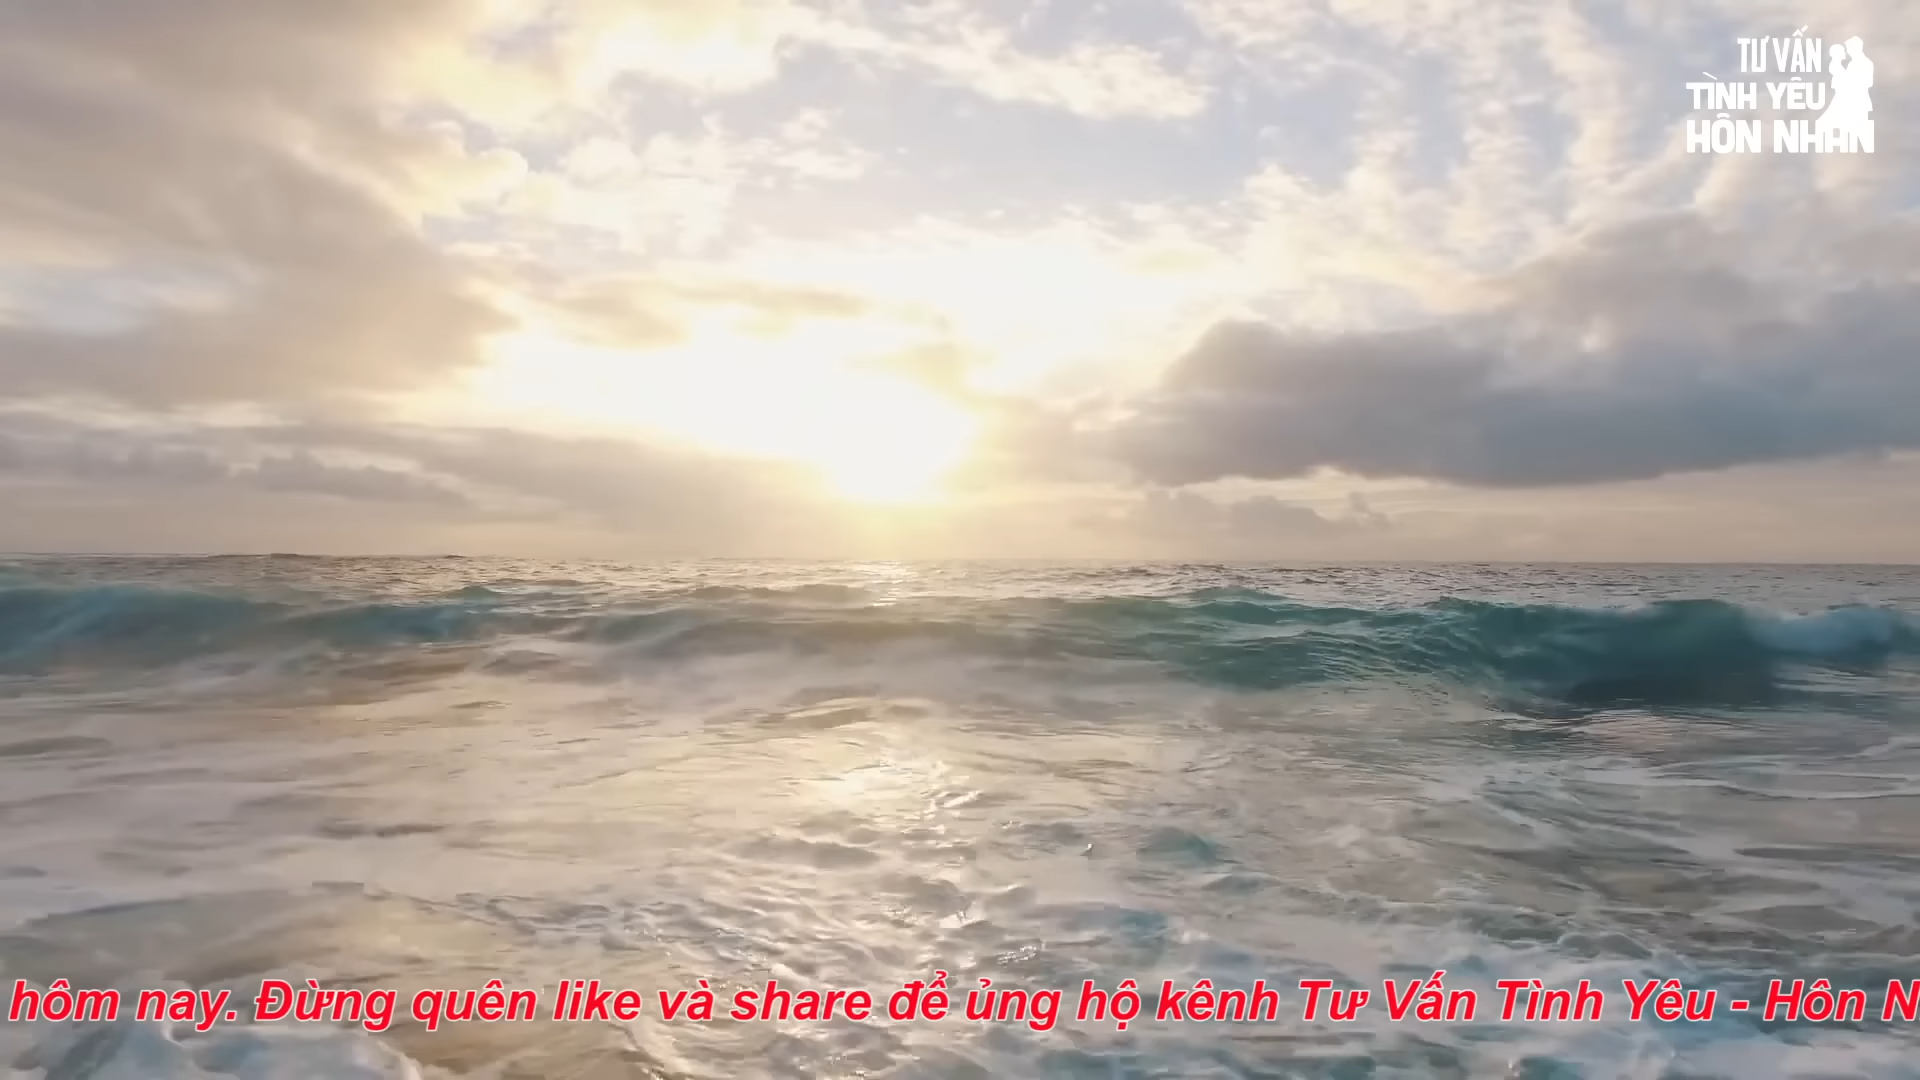 TƯ VẤN
TÌNH YÊU
HÔN NHÂN
hôm nay. Đừng quên like và share để ủng hộ kênh Tư Vấn Tình Yêu - Hôn N